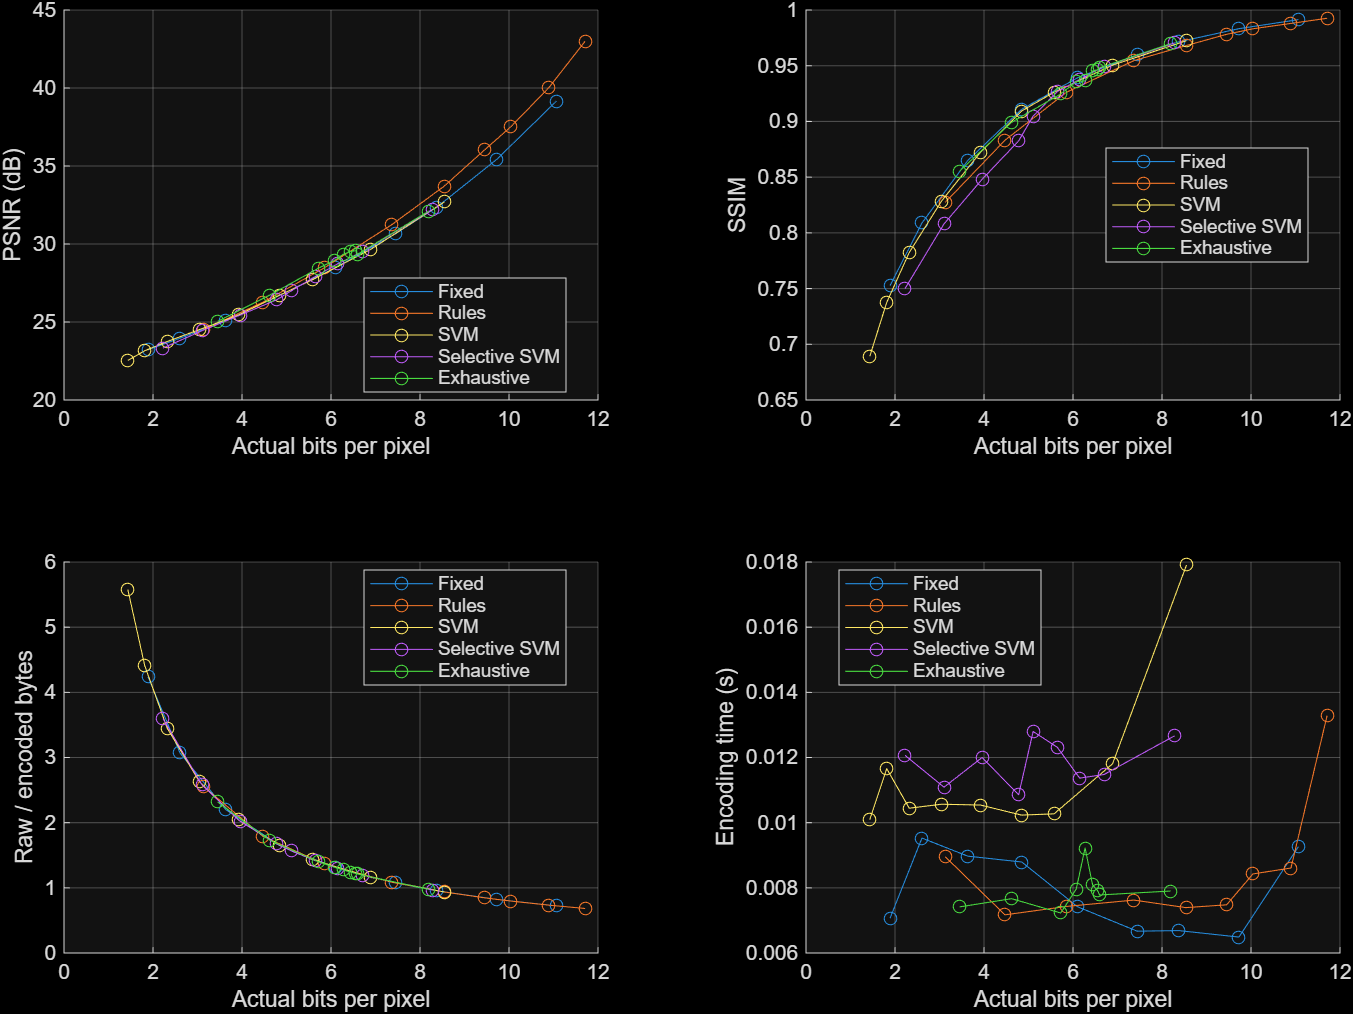 45
40
35
30
25
20
PSNR (dB)
0 2 4 6 8 10 12
Actual bits per pixel
Fixed
Rules
SVM
Selective SVM
Exhaustive
1
0.95
0.9
0.85
0.8
0.75
0.7
0.65
SSIM
0 2 4 6 8 10 12
Actual bits per pixel
Fixed
Rules
SVM
Selective SVM
Exhaustive
6
5
4
3
2
1
0
Raw / encoded bytes
0 2 4 6 8 10 12
Actual bits per pixel
Fixed
Rules
SVM
Selective SVM
Exhaustive
0.018
0.016
0.014
0.012
0.01
0.008
0.006
Encoding time (s)
0 2 4 6 8 10 12
Actual bits per pixel
Fixed
Rules
SVM
Selective SVM
Exhaustive